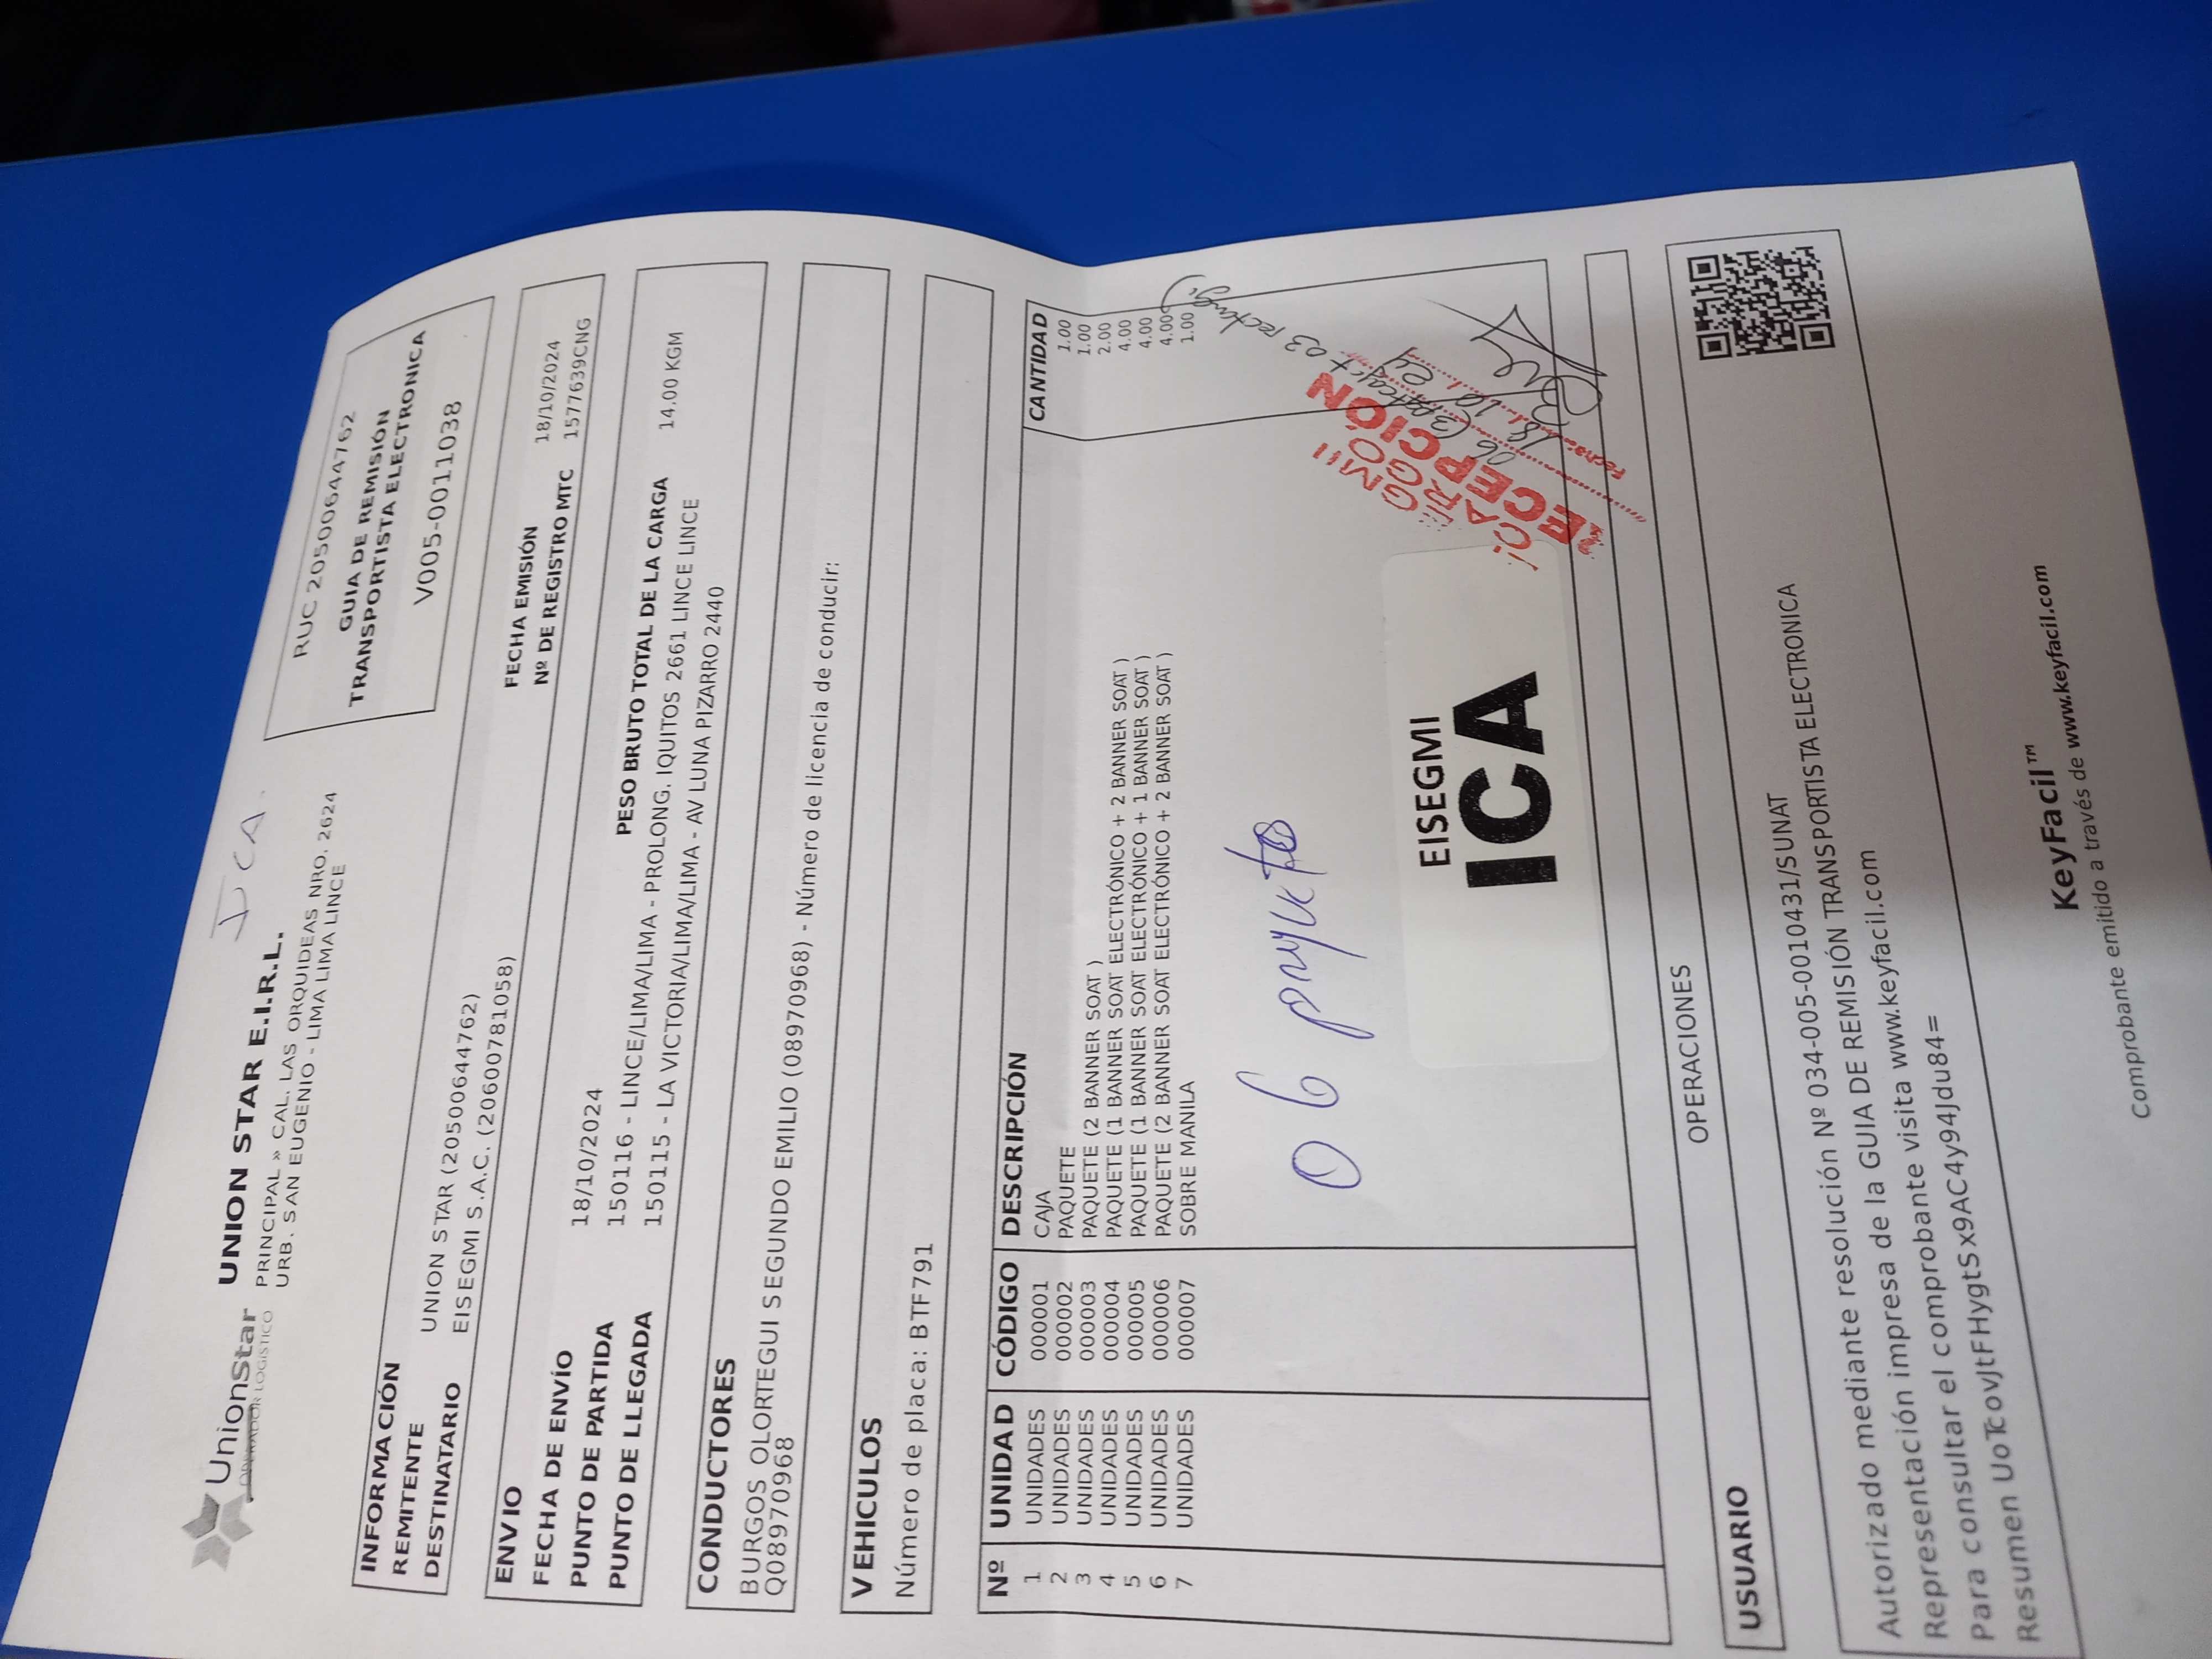 ICA.
UnionStar
OPERADOR LOGÍSTICO
UNION STAR E.I.R.L.
PRINCIPAL » CAL. LAS ORQUIDEAS NRO. 2624
URB. SAN EUGENIO - LIMA LIMA LINCE
RUC 20500644762
GUIA DE REMISIÓN
TRANSPORTISTA ELECTRONICA
V005-0011038
INFORMACIÓN
REMITENTE UNION STAR (20500644762)
DESTINATARIO EISEGMI S.A.C. (20600781058)
FECHA EMISIÓN 18/10/2024
Nº DE REGISTRO MTC 1577639CNG
ENVIO
FECHA DE ENVÍO 18/10/2024
PESO BRUTO TOTAL DE LA CARGA 14.00 KGM
PUNTO DE PARTIDA 150116 - LINCE/LIMA/LIMA - PROLONG. IQUITOS 2661 LINCE LINCE
PUNTO DE LLEGADA 150115 - LA VICTORIA/LIMA/LIMA - AV LUNA PIZARRO 2440
CONDUCTORES
BURGOS OLORTEGUI SEGUNDO EMILIO (08970968) - Número de licencia de conducir:
Q08970968
VEHICULOS
Número de placa: BTF791
Nº UNIDAD CÓDIGO DESCRIPCIÓN CANTIDAD
1 UNIDADES 000001 CAJA 1.00
2 UNIDADES 000002 PAQUETE 1.00
3 UNIDADES 000003 PAQUETE (2 BANNER SOAT ) 2.00
4 UNIDADES 000004 PAQUETE (1 BANNER SOAT ELECTRÓNICO + 2 BANNER SOAT ) 4.00
5 UNIDADES 000005 PAQUETE (1 BANNER SOAT ELECTRÓNICO + 1 BANNER SOAT ) 4.00
6 UNIDADES 000006 PAQUETE (2 BANNER SOAT ELECTRÓNICO + 2 BANNER SOAT ) 4.00
7 UNIDADES 000007 SOBRE MANILA 1.00
06 paquetes
EISEGMI
ICA
CARGO
RECEPCIÓN
06 (3
+ 03
Fecha: 18 10 24
OPERACIONES
USUARIO
Autorizado mediante resolución Nº 034-005-0010431/SUNAT
Representación impresa de la GUIA DE REMISIÓN TRANSPORTISTA ELECTRONICA
Para consultar el comprobante visita www.keyfacil.com
Resumen UoTcovJtFHygtSx9AC4y94Jdu84=
KeyFacil™
Comprobante emitido a través de www.keyfacil.com